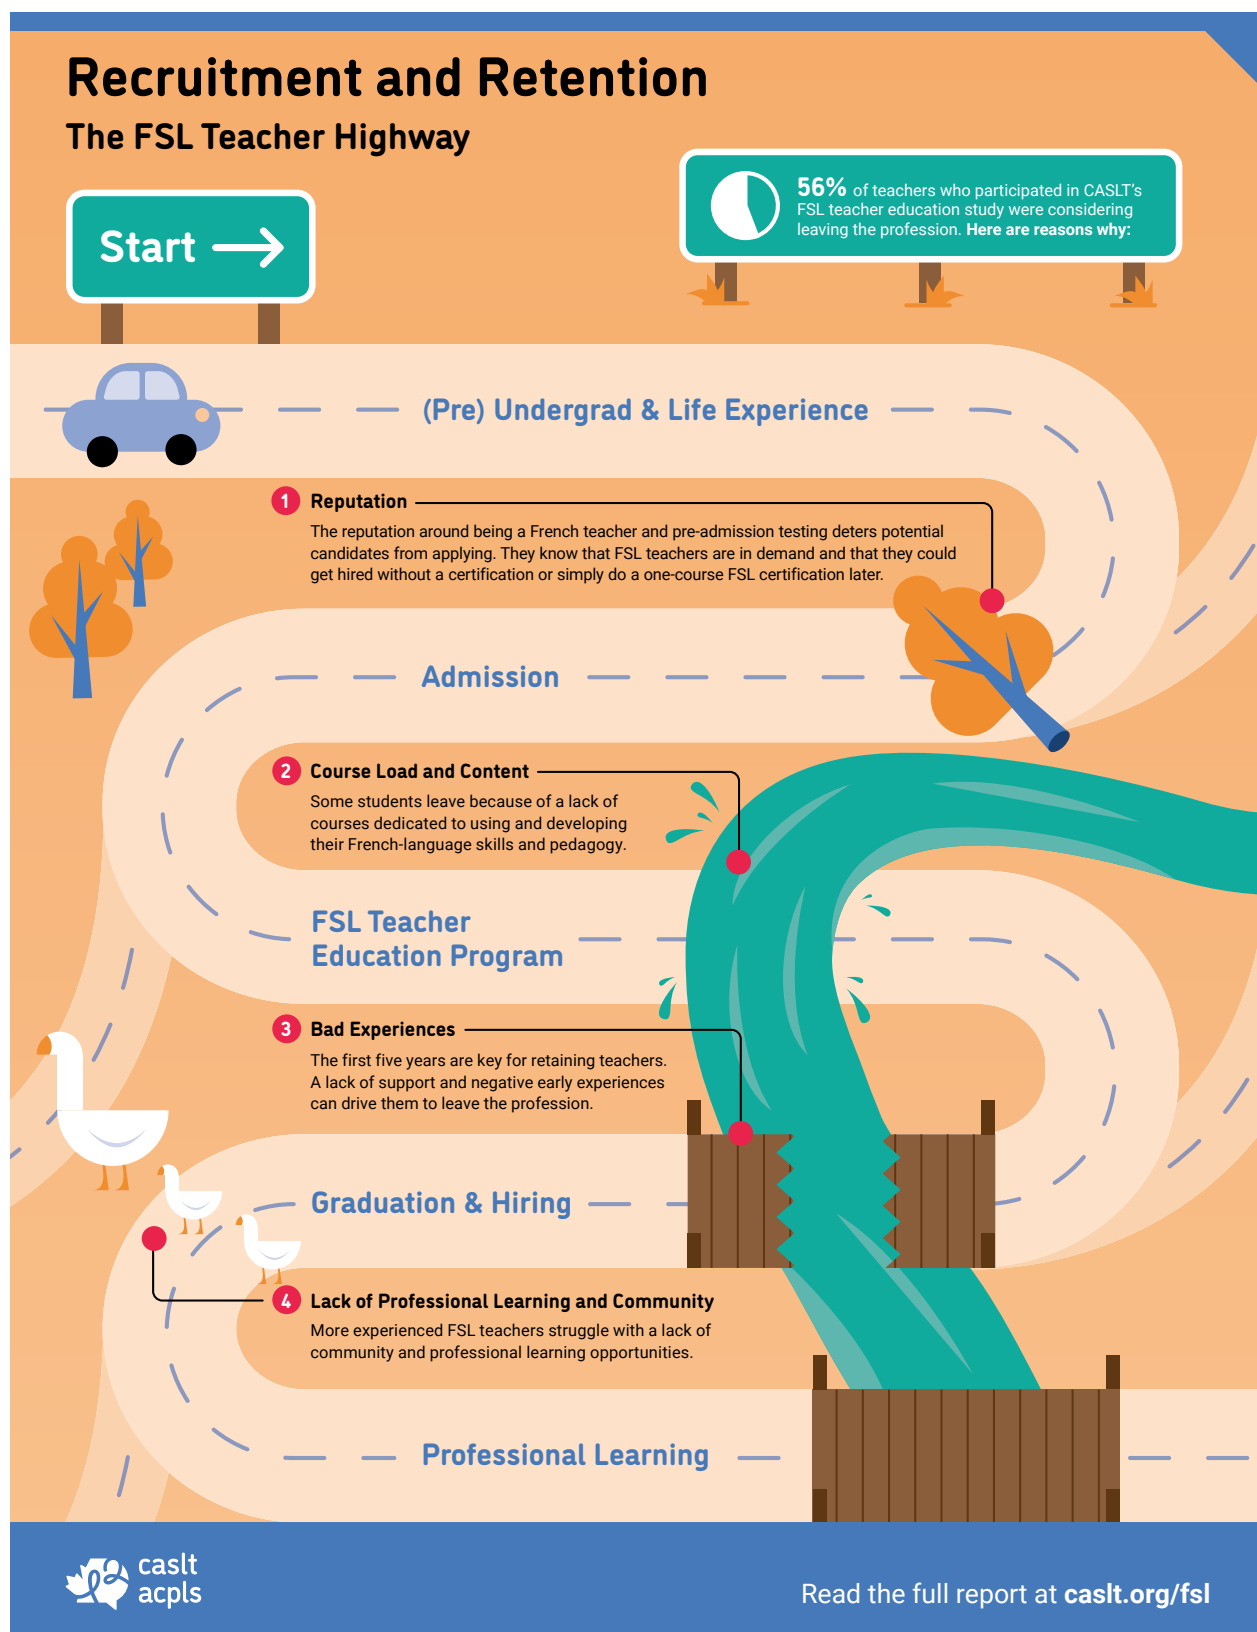 Recruitment and Retention
The FSL Teacher Highway
Start
56% of teachers who participated in CASLT's
FSL teacher education study were considering
leaving the profession. Here are reasons why:
(Pre) Undergrad & Life Experience
1 Reputation
The reputation around being a French teacher and pre-admission testing deters potential
candidates from applying. They know that FSL teachers are in demand and that they could
get hired without a certification or simply do a one-course FSL certification later.
Admission
2 Course Load and Content
Some students leave because of a lack of
courses dedicated to using and developing
their French-language skills and pedagogy.
FSL Teacher
Education Program
3 Bad Experiences
The first five years are key for retaining teachers.
A lack of support and negative early experiences
can drive them to leave the profession.
Graduation & Hiring
4 Lack of Professional Learning and Community
More experienced FSL teachers struggle with a lack of
community and professional learning opportunities.
Professional Learning
caslt
acpls
Read the full report at caslt.org/fsl